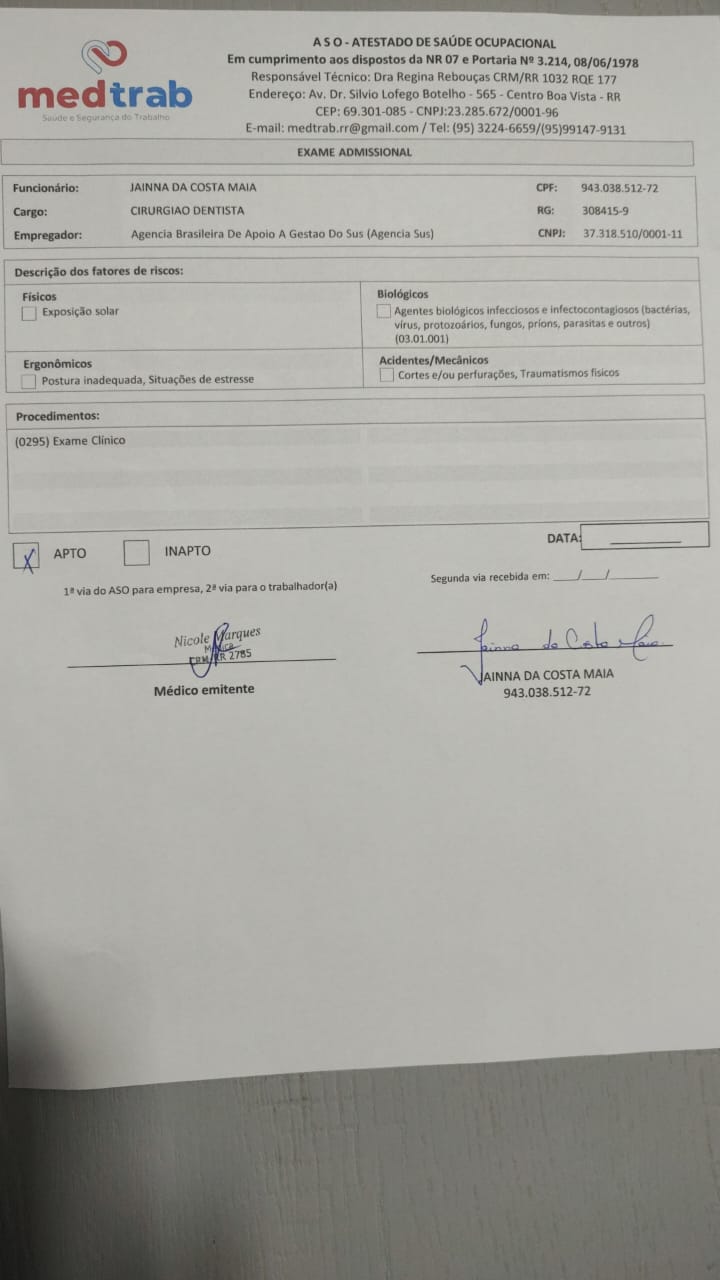 medtrab
Saúde e Segurança do Trabalho
A S O - ATESTADO DE SAÚDE OCUPACIONAL
Em cumprimento aos dispostos da NR 07 e Portaria Nº 3.214, 08/06/1978
Responsável Técnico: Dra Regina Rebouças CRM/RR 1032 RQE 177
Endereço: Av. Dr. Silvio Lofego Botelho - 565 - Centro Boa Vista - RR
CEP: 69.301-085 - CNPJ:23.285.672/0001-96
E-mail: medtrab.rr@gmail.com / Tel: (95) 3224-6659/(95)99147-9131
EXAME ADMISSIONAL
Funcionário: JAINNA DA COSTA MAIA CPF: 943.038.512-72
Cargo: CIRURGIAO DENTISTA RG: 308415-9
Empregador: Agencia Brasileira De Apoio A Gestao Do Sus (Agencia Sus) CNPJ: 37.318.510/0001-11
Descrição dos fatores de riscos:
Físicos
Exposição solar
Biológicos
Agentes biológicos infecciosos e infectocontagiosos (bactérias,
vírus, protozoários, fungos, príons, parasitas e outros)
(03.01.001)
Ergonômicos
Postura inadequada, Situações de estresse
Acidentes/Mecânicos
Cortes e/ou perfurações, Traumatismos físicos
Procedimentos:
(0295) Exame Clínico
X APTO INAPTO
DATA: ____________
1ª via do ASO para empresa, 2ª via para o trabalhador(a)
Segunda via recebida em: ____/____/________
Nicole Marques
Médica
CRM/RR 2785
Médico emitente
Jainna da Costa Maia
JAINNA DA COSTA MAIA
943.038.512-72